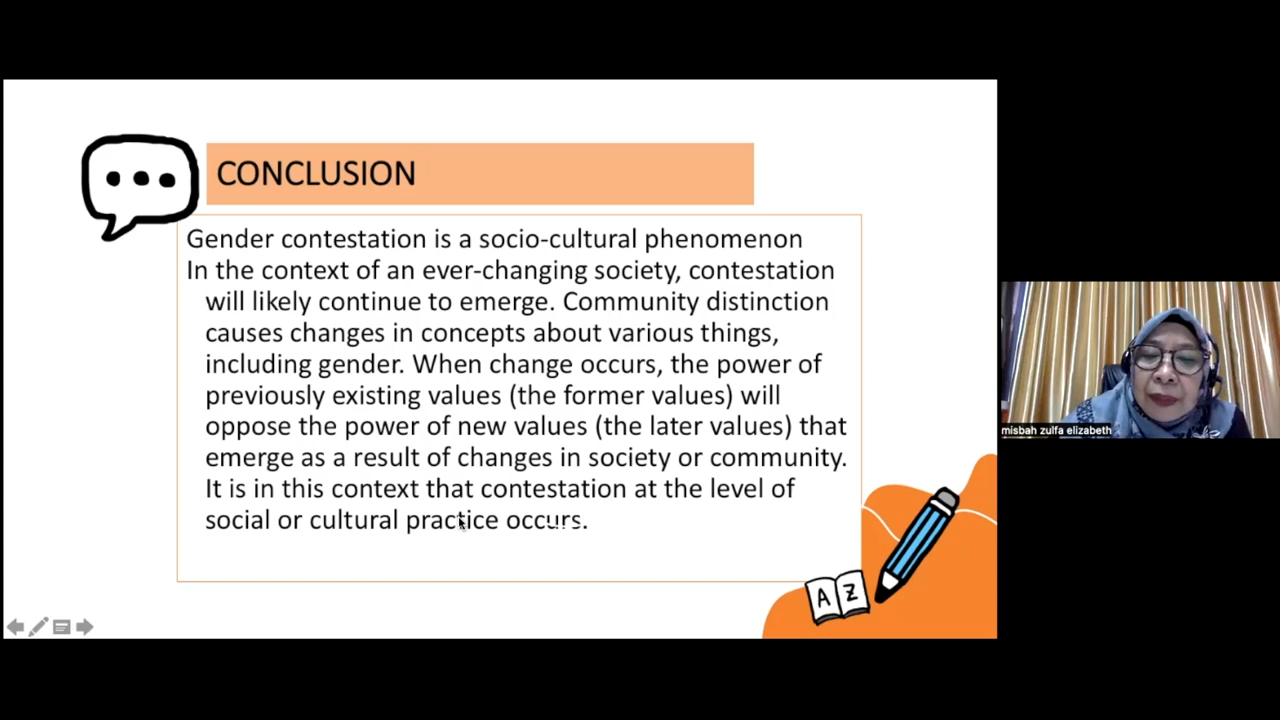 CONCLUSION
Gender contestation is a socio-cultural phenomenon
In the context of an ever-changing society, contestation
will likely continue to emerge. Community distinction
causes changes in concepts about various things,
including gender. When change occurs, the power of
previously existing values (the former values) will
oppose the power of new values (the later values) that
emerge as a result of changes in society or community.
It is in this context that contestation at the level of
social or cultural practice occurs.
A Z
misbah zulfa elizabeth